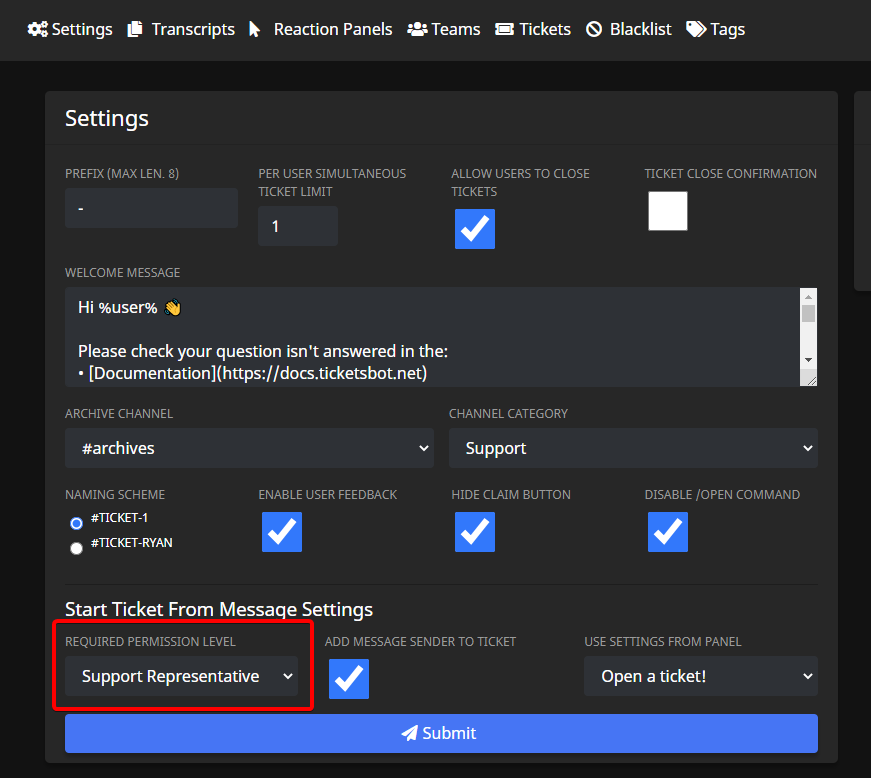 Settings Transcripts Reaction Panels Teams Tickets Blacklist Tags
Settings
PREFIX (MAX LEN. 8)
-
PER USER SIMULTANEOUS
TICKET LIMIT
1
ALLOW USERS TO CLOSE
TICKETS
TICKET CLOSE CONFIRMATION
WELCOME MESSAGE
Hi %user% 👋
Please check your question isn't answered in the:
• [Documentation](https://docs.ticketsbot.net)
ARCHIVE CHANNEL
#archives
CHANNEL CATEGORY
Support
NAMING SCHEME
#TICKET-1
#TICKET-RYAN
ENABLE USER FEEDBACK
HIDE CLAIM BUTTON
DISABLE /OPEN COMMAND
Start Ticket From Message Settings
REQUIRED PERMISSION LEVEL
Support Representative
ADD MESSAGE SENDER TO TICKET
USE SETTINGS FROM PANEL
Open a ticket!
Submit